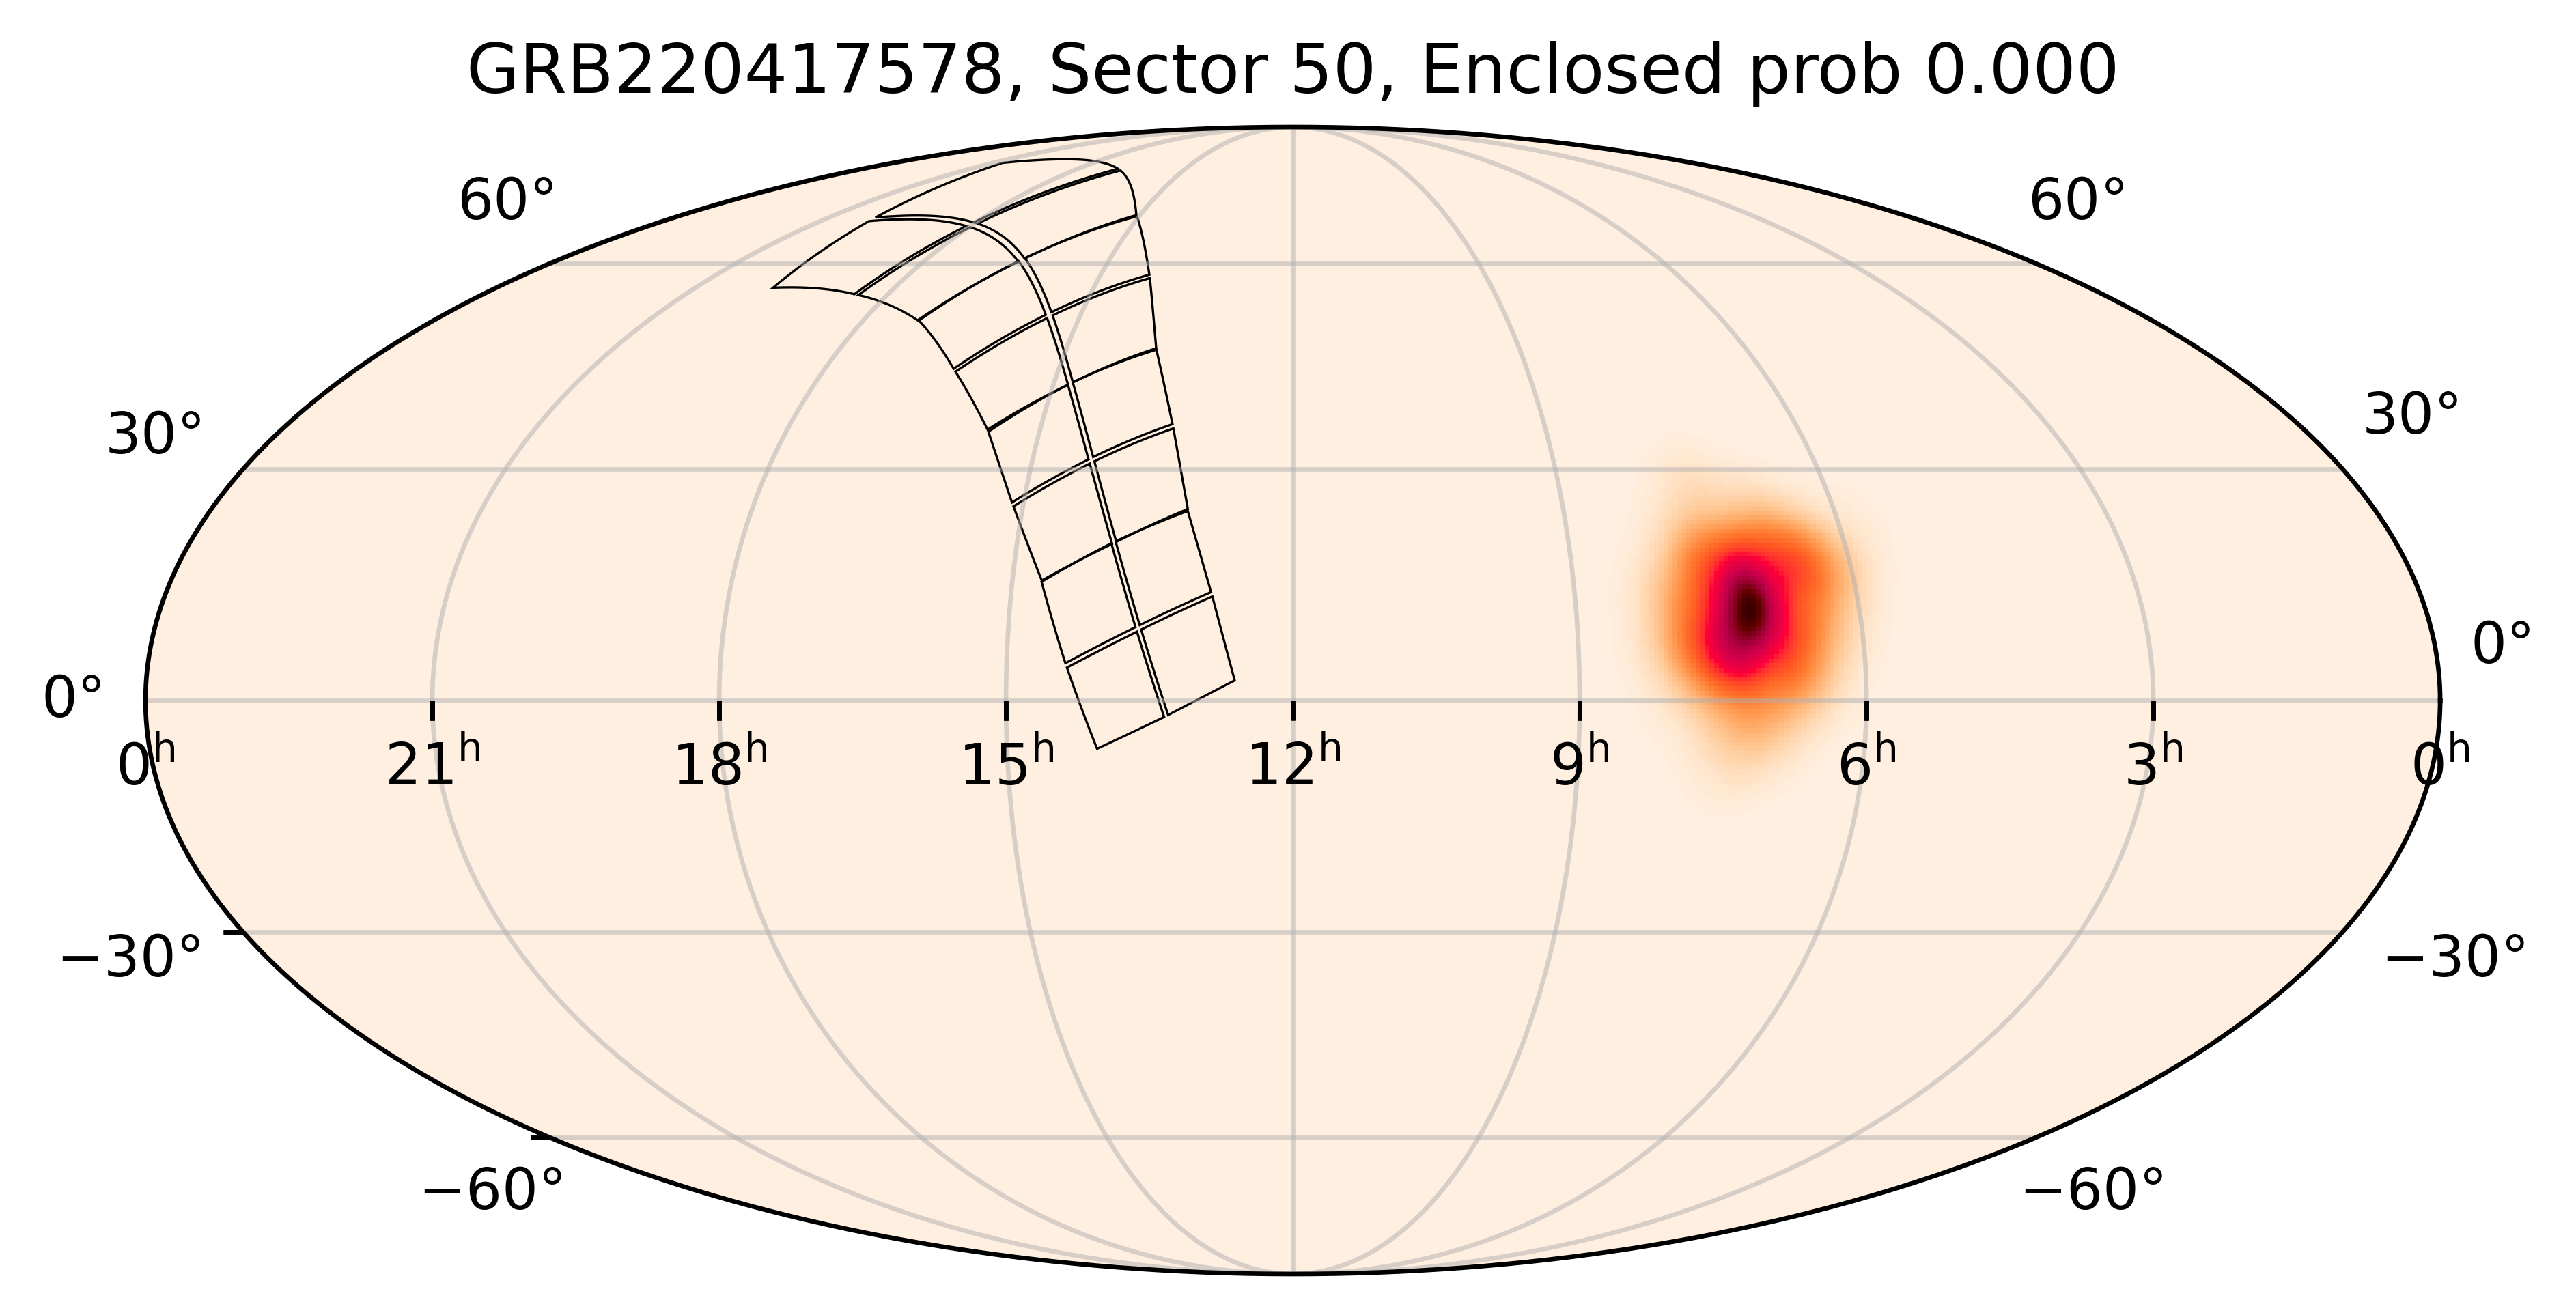 GRB220417578, Sector 50, Enclosed prob 0.000
60° 60°
30° 30°
0° 0°
0ʰ 21ʰ 18ʰ 15ʰ 12ʰ 9ʰ 6ʰ 3ʰ 0ʰ
−30° −30°
−60° −60°